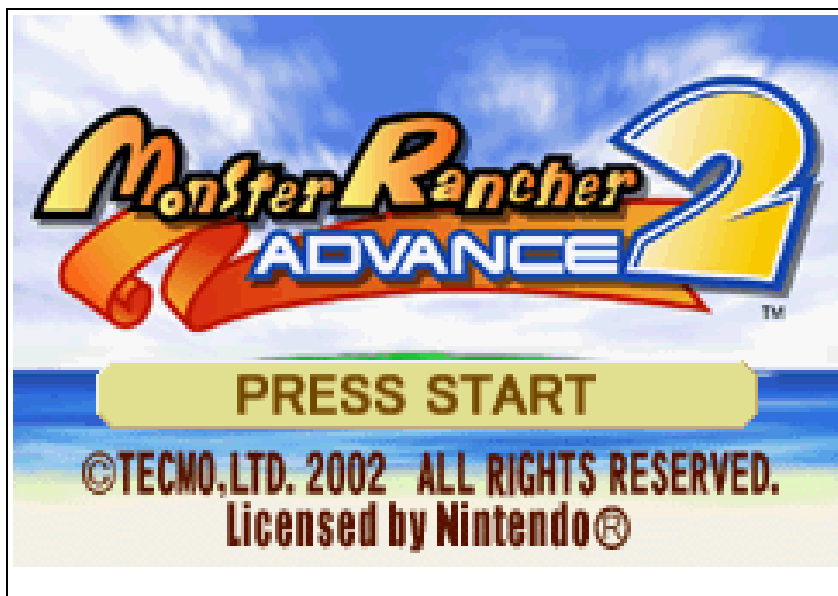 Monster Rancher 2
ADVANCE
TM
PRESS START
©TECMO,LTD. 2002 ALL RIGHTS RESERVED.
Licensed by Nintendo®